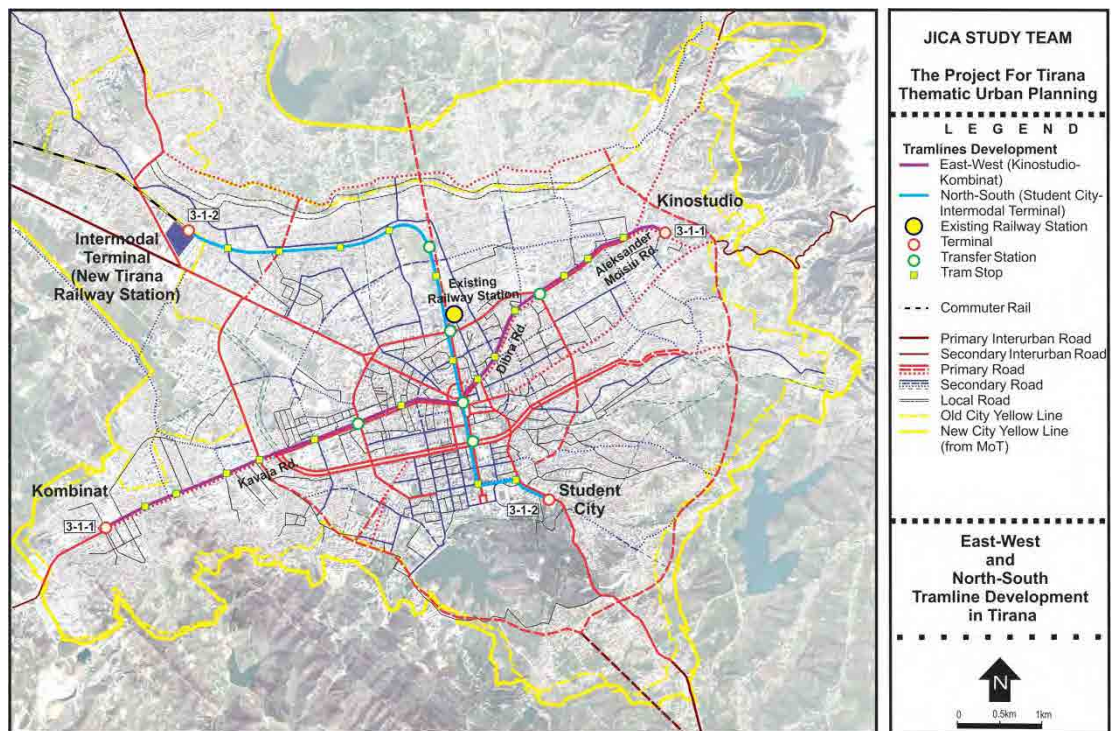 Kinostudio
3-1-1
3-1-2
Intermodal
Terminal
(New Tirana
Railway Station)
Aleksander
Moisiu Rd.
Existing
Railway Station
Dibra Rd.
Kavaja Rd.
Kombinat
3-1-1
Student
City
3-1-2
JICA STUDY TEAM
The Project For Tirana
Thematic Urban Planning
L E G E N D
Tramlines Development
East-West (Kinostudio-
Kombinat)
North-South (Student City-
Intermodal Terminal)
Existing Railway Station
Terminal
Transfer Station
Tram Stop
Commuter Rail
Primary Interurban Road
Secondary Interurban Road
Primary Road
Secondary Road
Local Road
Old City Yellow Line
New City Yellow Line
(from MoT)
East-West
and
North-South
Tramline Development
in Tirana
N
0 0.5km 1km